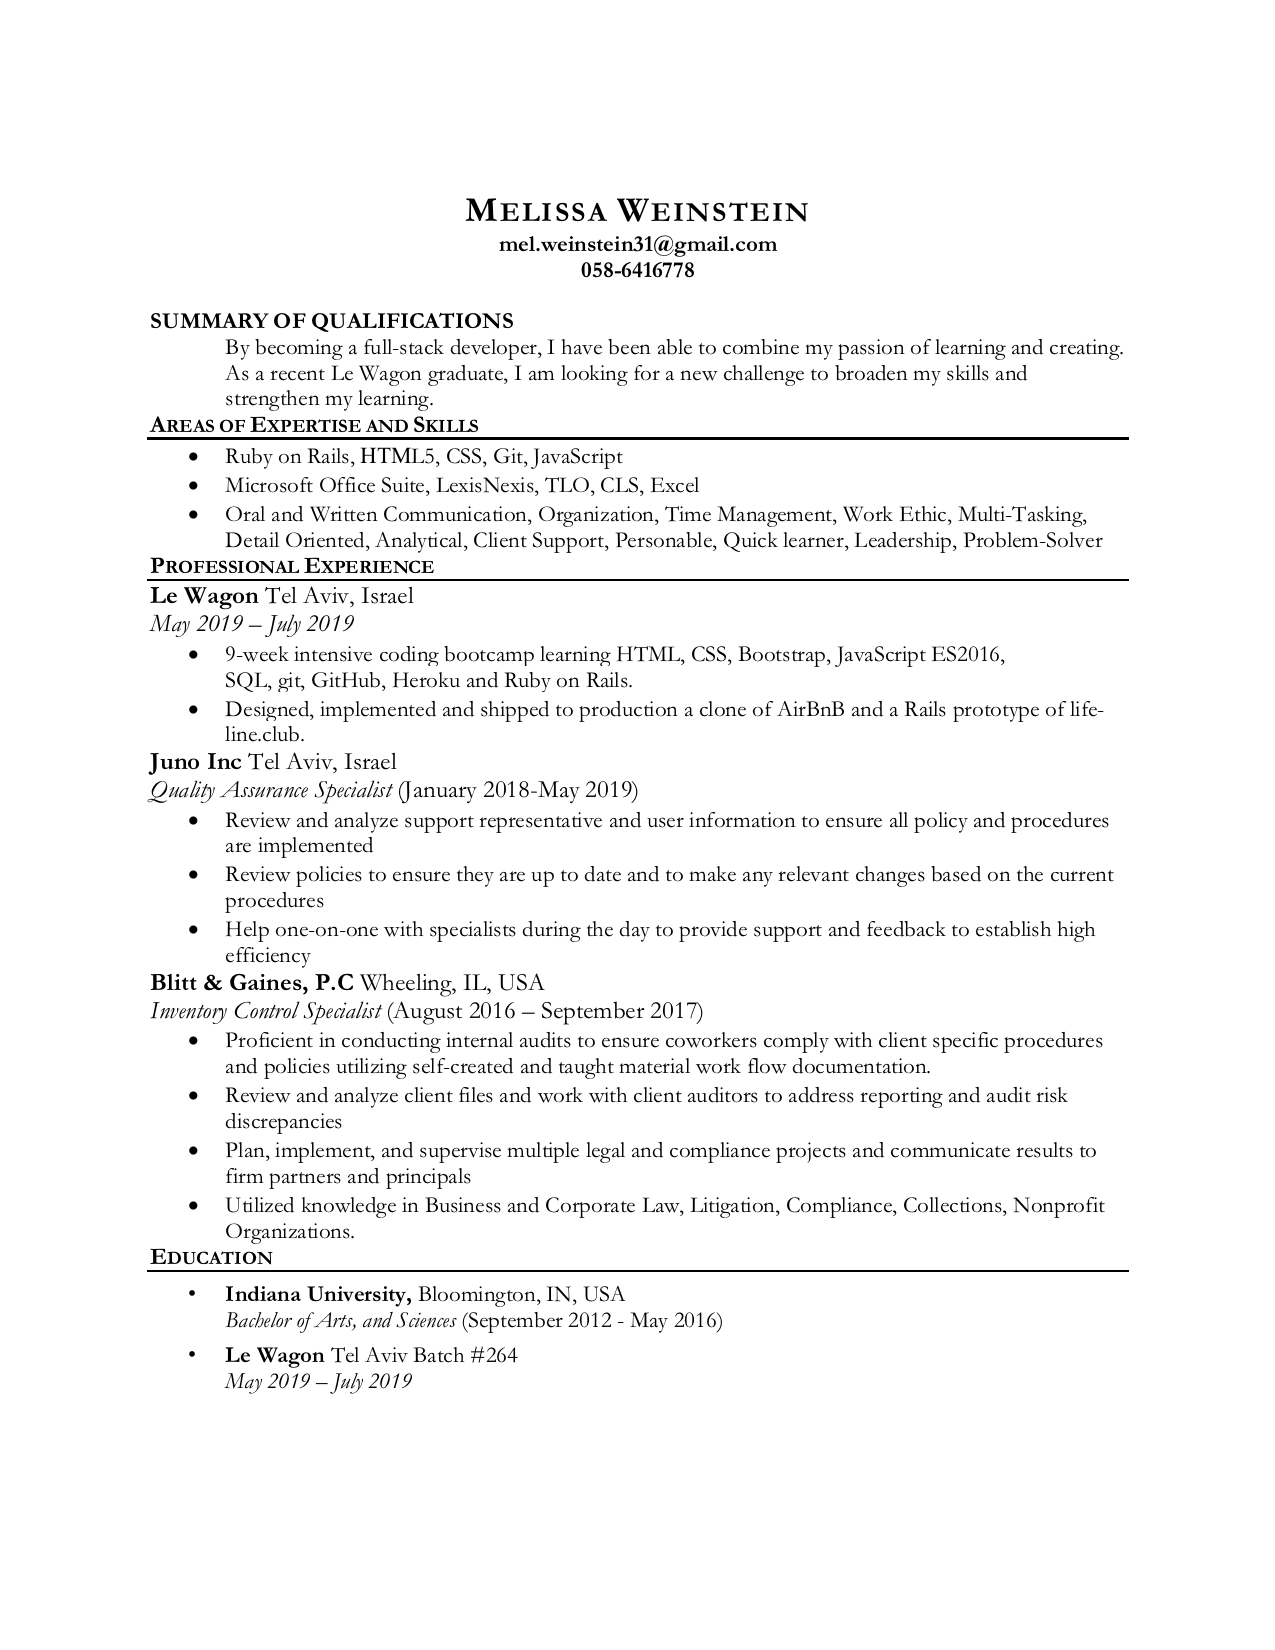 MELISSA WEINSTEIN
mel.weinstein31@gmail.com
058-6416778
SUMMARY OF QUALIFICATIONS
By becoming a full-stack developer, I have been able to combine my passion of learning and creating.
As a recent Le Wagon graduate, I am looking for a new challenge to broaden my skills and
strengthen my learning.
AREAS OF EXPERTISE AND SKILLS
• Ruby on Rails, HTML5, CSS, Git, JavaScript
• Microsoft Office Suite, LexisNexis, TLO, CLS, Excel
• Oral and Written Communication, Organization, Time Management, Work Ethic, Multi-Tasking,
Detail Oriented, Analytical, Client Support, Personable, Quick learner, Leadership, Problem-Solver
PROFESSIONAL EXPERIENCE
Le Wagon Tel Aviv, Israel
May 2019 – July 2019
• 9-week intensive coding bootcamp learning HTML, CSS, Bootstrap, JavaScript ES2016,
SQL, git, GitHub, Heroku and Ruby on Rails.
• Designed, implemented and shipped to production a clone of AirBnB and a Rails prototype of life-
line.club.
Juno Inc Tel Aviv, Israel
Quality Assurance Specialist (January 2018-May 2019)
• Review and analyze support representative and user information to ensure all policy and procedures
are implemented
• Review policies to ensure they are up to date and to make any relevant changes based on the current
procedures
• Help one-on-one with specialists during the day to provide support and feedback to establish high
efficiency
Blitt & Gaines, P.C Wheeling, IL, USA
Inventory Control Specialist (August 2016 – September 2017)
• Proficient in conducting internal audits to ensure coworkers comply with client specific procedures
and policies utilizing self-created and taught material work flow documentation.
• Review and analyze client files and work with client auditors to address reporting and audit risk
discrepancies
• Plan, implement, and supervise multiple legal and compliance projects and communicate results to
firm partners and principals
• Utilized knowledge in Business and Corporate Law, Litigation, Compliance, Collections, Nonprofit
Organizations.
EDUCATION
• Indiana University, Bloomington, IN, USA
Bachelor of Arts, and Sciences (September 2012 - May 2016)
• Le Wagon Tel Aviv Batch #264
May 2019 – July 2019